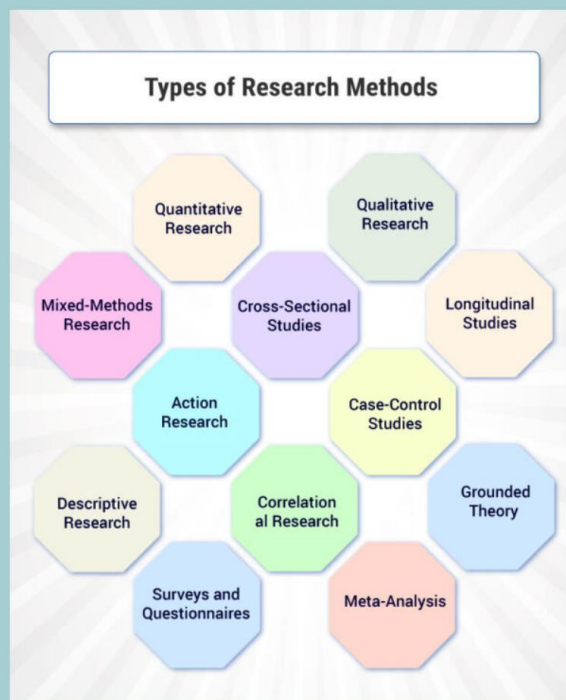 Types of Research Methods
Quantitative
Research
Qualitative
Research
Mixed-Methods
Research
Cross-Sectional
Studies
Longitudinal
Studies
Action
Research
Case-Control
Studies
Descriptive
Research
Correlation
al Research
Grounded
Theory
Surveys and
Questionnaires
Meta-Analysis